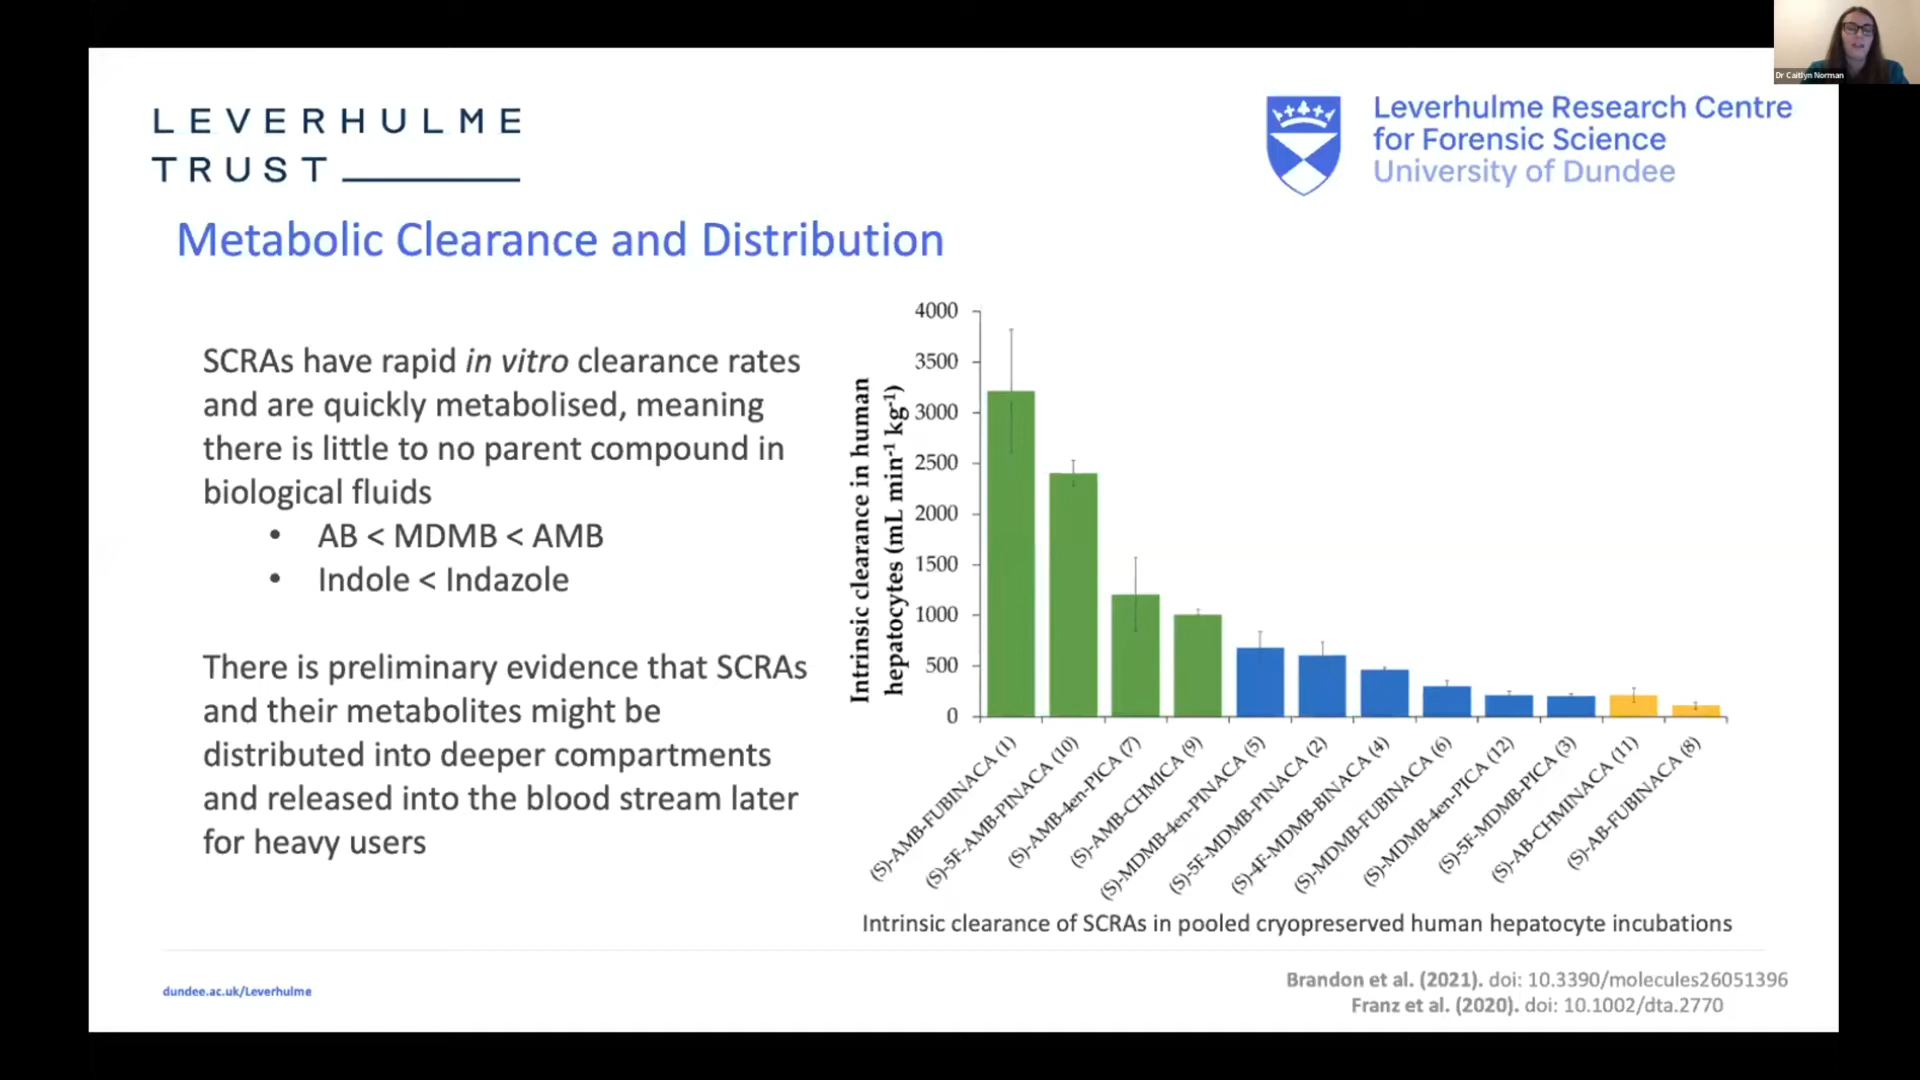 Dr Caitlyn Norman
LEVERHULME
TRUST
Leverhulme Research Centre
for Forensic Science
University of Dundee
Metabolic Clearance and Distribution
SCRAs have rapid in vitro clearance rates
and are quickly metabolised, meaning
there is little to no parent compound in
biological fluids
• AB < MDMB < AMB
• Indole < Indazole
There is preliminary evidence that SCRAs
and their metabolites might be
distributed into deeper compartments
and released into the blood stream later
for heavy users
Intrinsic clearance in human
hepatocytes (mL min⁻¹ kg⁻¹)
4000
3500
3000
2500
2000
1500
1000
500
0
(S)-AMB-FUBINACA (1)
(S)-5F-AMB-PINACA (10)
(S)-AMB-4en-PICA (7)
(S)-AMB-CHMICA (9)
(S)-MDMB-4en-PINACA (5)
(S)-5F-MDMB-PINACA (2)
(S)-4F-MDMB-BINACA (4)
(S)-MDMB-FUBINACA (6)
(S)-MDMB-4en-PICA (12)
(S)-5F-MDMB-PICA (3)
(S)-AB-CHMINACA (11)
(S)-AB-FUBINACA (8)
Intrinsic clearance of SCRAs in pooled cryopreserved human hepatocyte incubations
dundee.ac.uk/Leverhulme
Brandon et al. (2021). doi: 10.3390/molecules26051396
Franz et al. (2020). doi: 10.1002/dta.2770